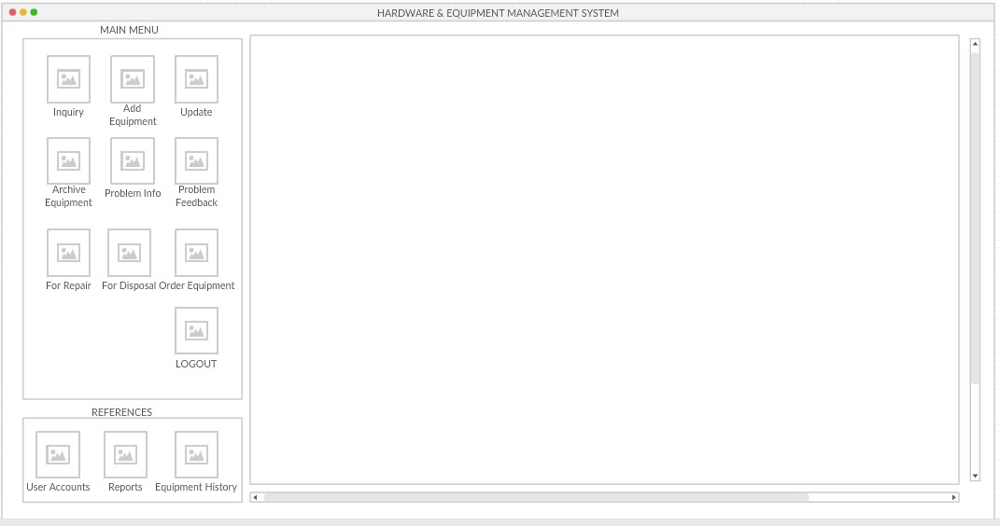 HARDWARE & EQUIPMENT MANAGEMENT SYSTEM
MAIN MENU
Inquiry
Add
Equipment
Update
Archive
Equipment
Problem Info
Problem
Feedback
For Repair
For Disposal
Order Equipment
LOGOUT
REFERENCES
User Accounts
Reports
Equipment History